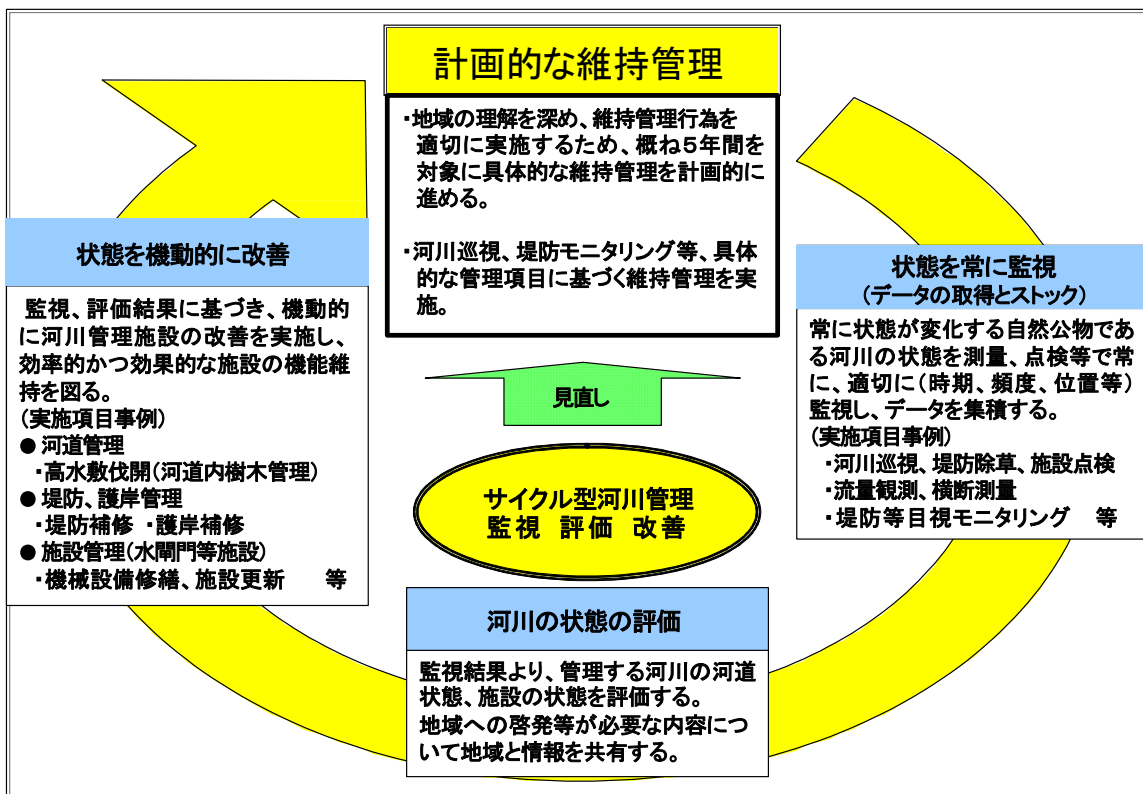 計画的な維持管理
・地域の理解を深め、維持管理行為を
適切に実施するため、概ね５年間を
対象に具体的な維持管理を計画的に
進める。
・河川巡視、堤防モニタリング等、具体
的な管理項目に基づく維持管理を実
施。
状態を常に監視
(データの取得とストック)
常に状態が変化する自然公物であ
る河川の状態を測量、点検等で常
に、適切に(時期、頻度、位置等)
監視し、データを集積する。
(実施項目事例)
・河川巡視、堤防除草、施設点検
・流量観測、横断測量
・堤防等目視モニタリング　等
河川の状態の評価
監視結果より、管理する河川の河道
状態、施設の状態を評価する。
地域への啓発等が必要な内容につ
いて地域と情報を共有する。
状態を機動的に改善
監視、評価結果に基づき、機動的
に河川管理施設の改善を実施し、
効率的かつ効果的な施設の機能維
持を図る。
(実施項目事例)
● 河道管理
・高水敷伐開(河道内樹木管理)
● 堤防、護岸管理
・堤防補修 ・護岸補修
● 施設管理(水閘門等施設)
・機械設備修繕、施設更新　　等
見直し
サイクル型河川管理
監視　評価　改善